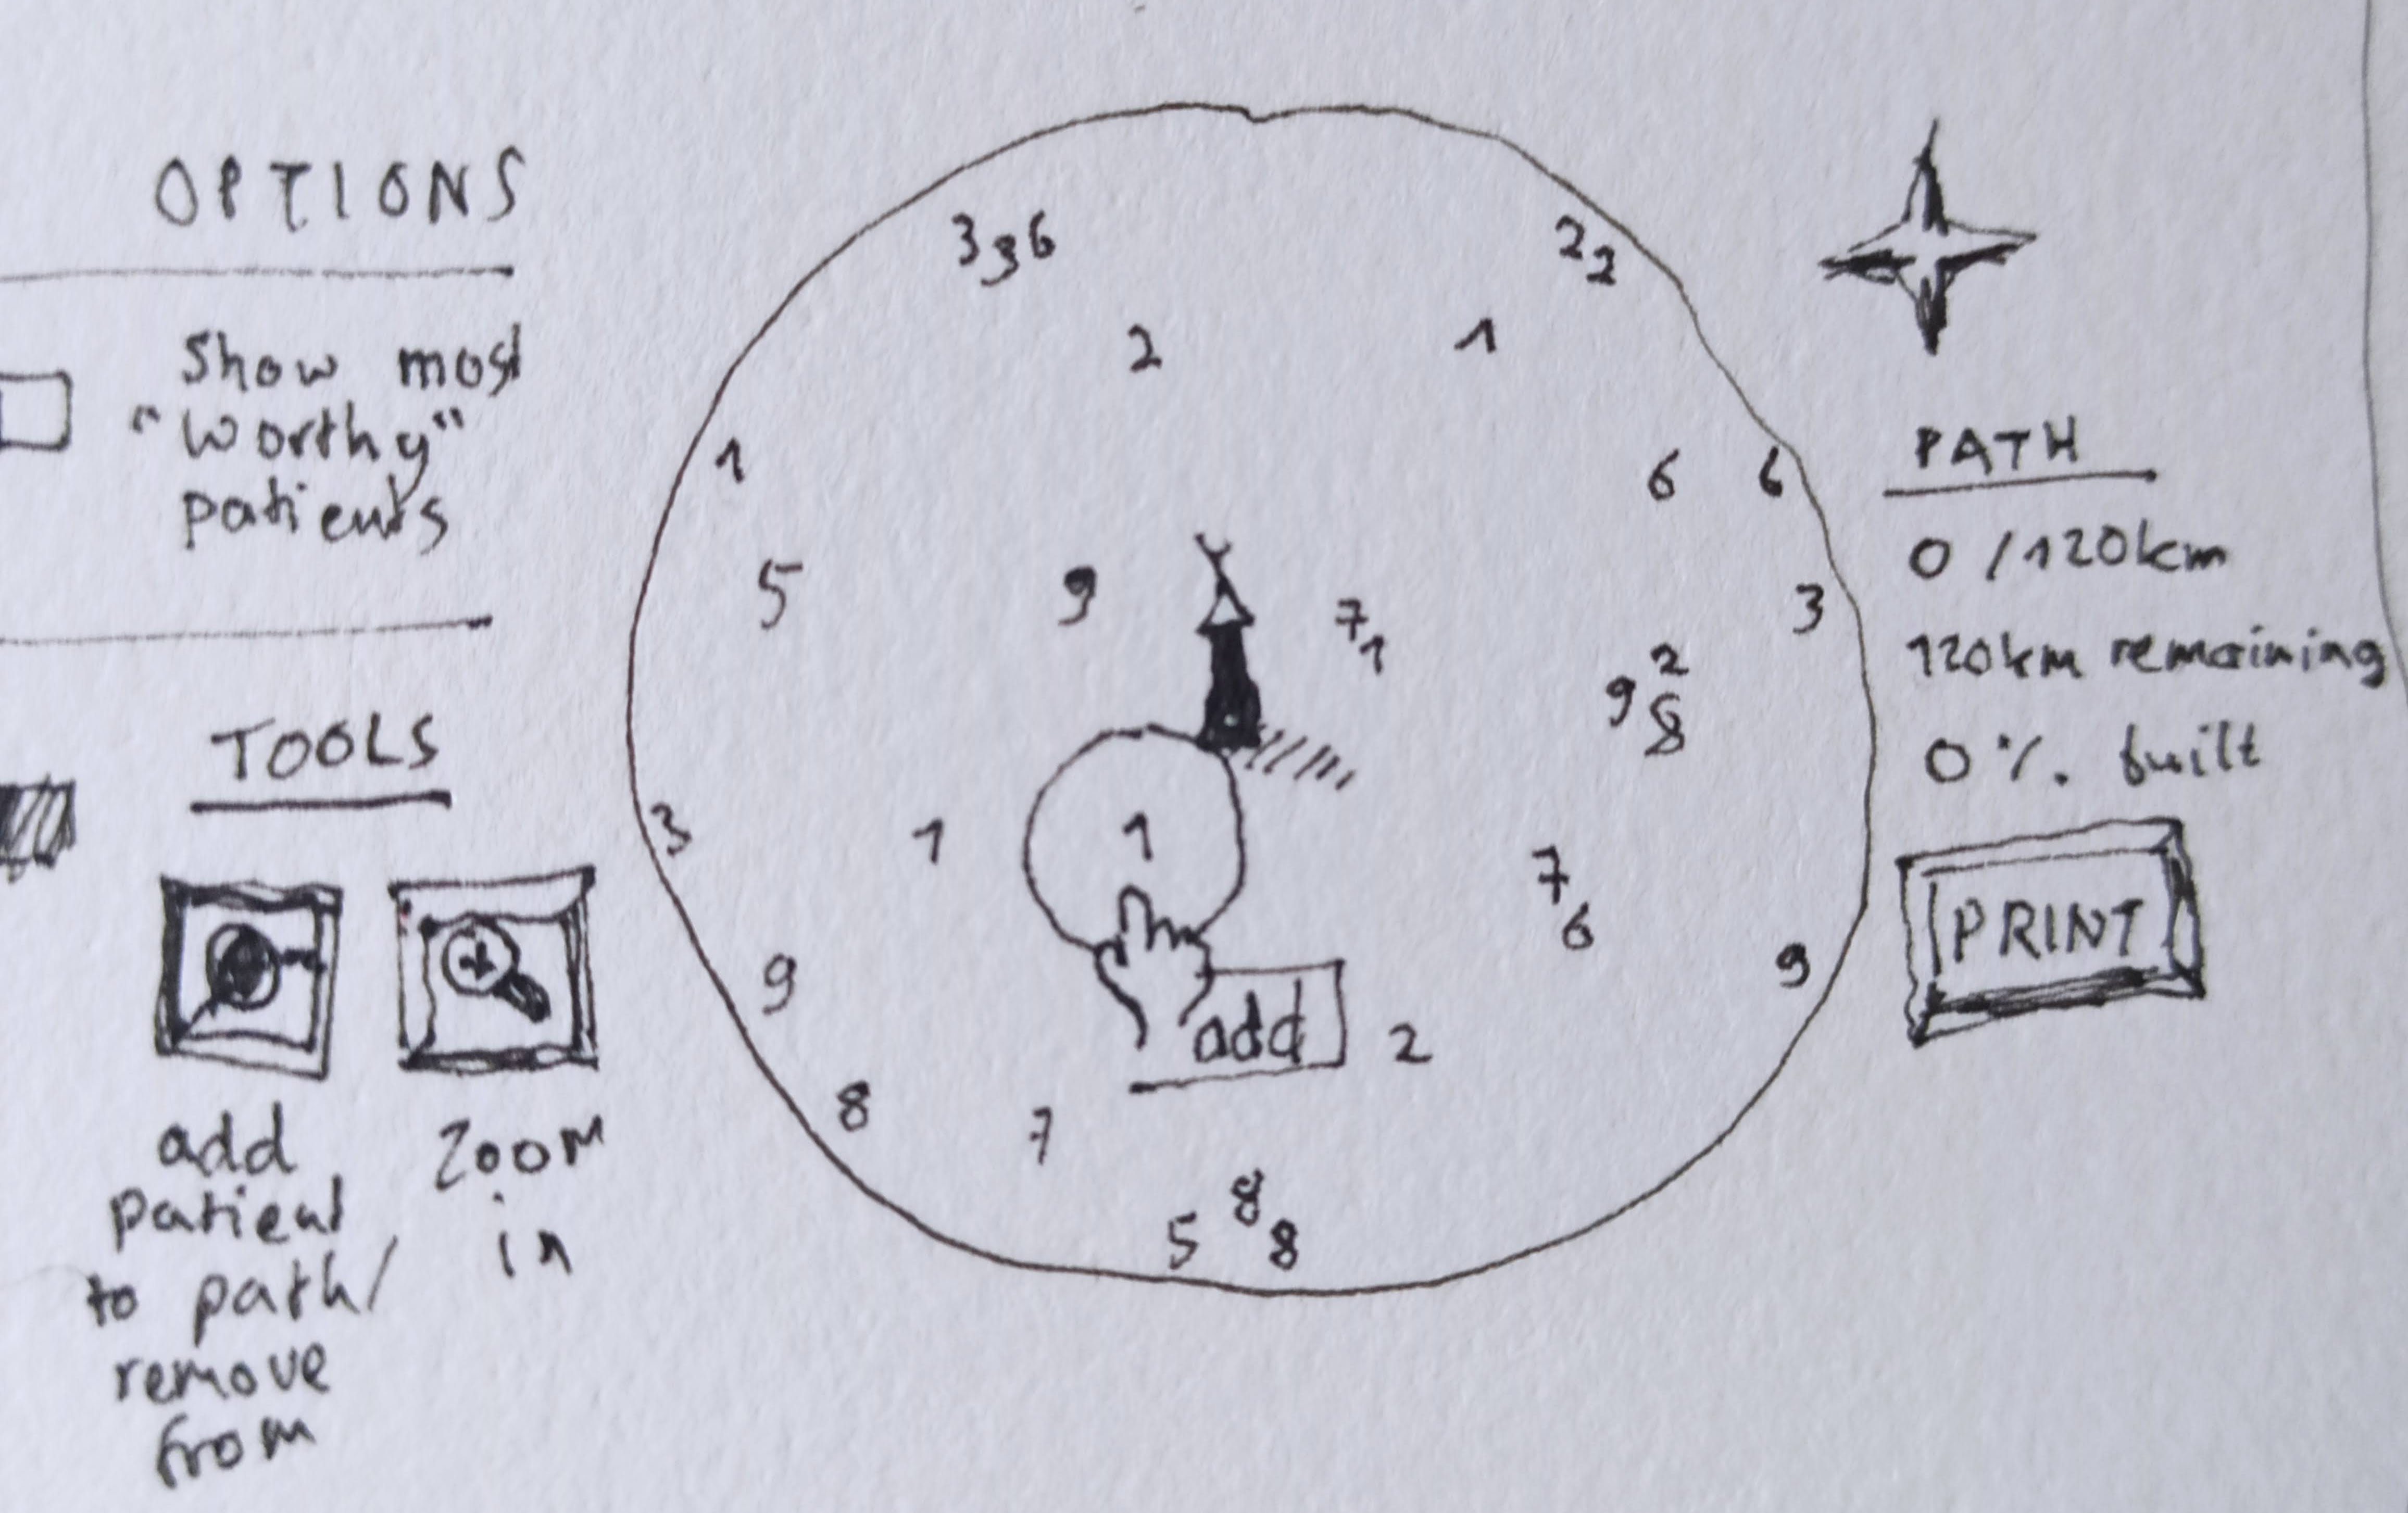 OPTIONS
Show most
"Worthy"
patients
TOOLS
add
patient
to path/
remove
from
zoom
in
3 3 6
2 2
2
1
1
6
6
5
9
7
1
3
2
9
8
3
1
1
7
6
9
9
add
2
8
7
8
5
8
PATH
0 / 120km
120km remaining
0 %. built
PRINT